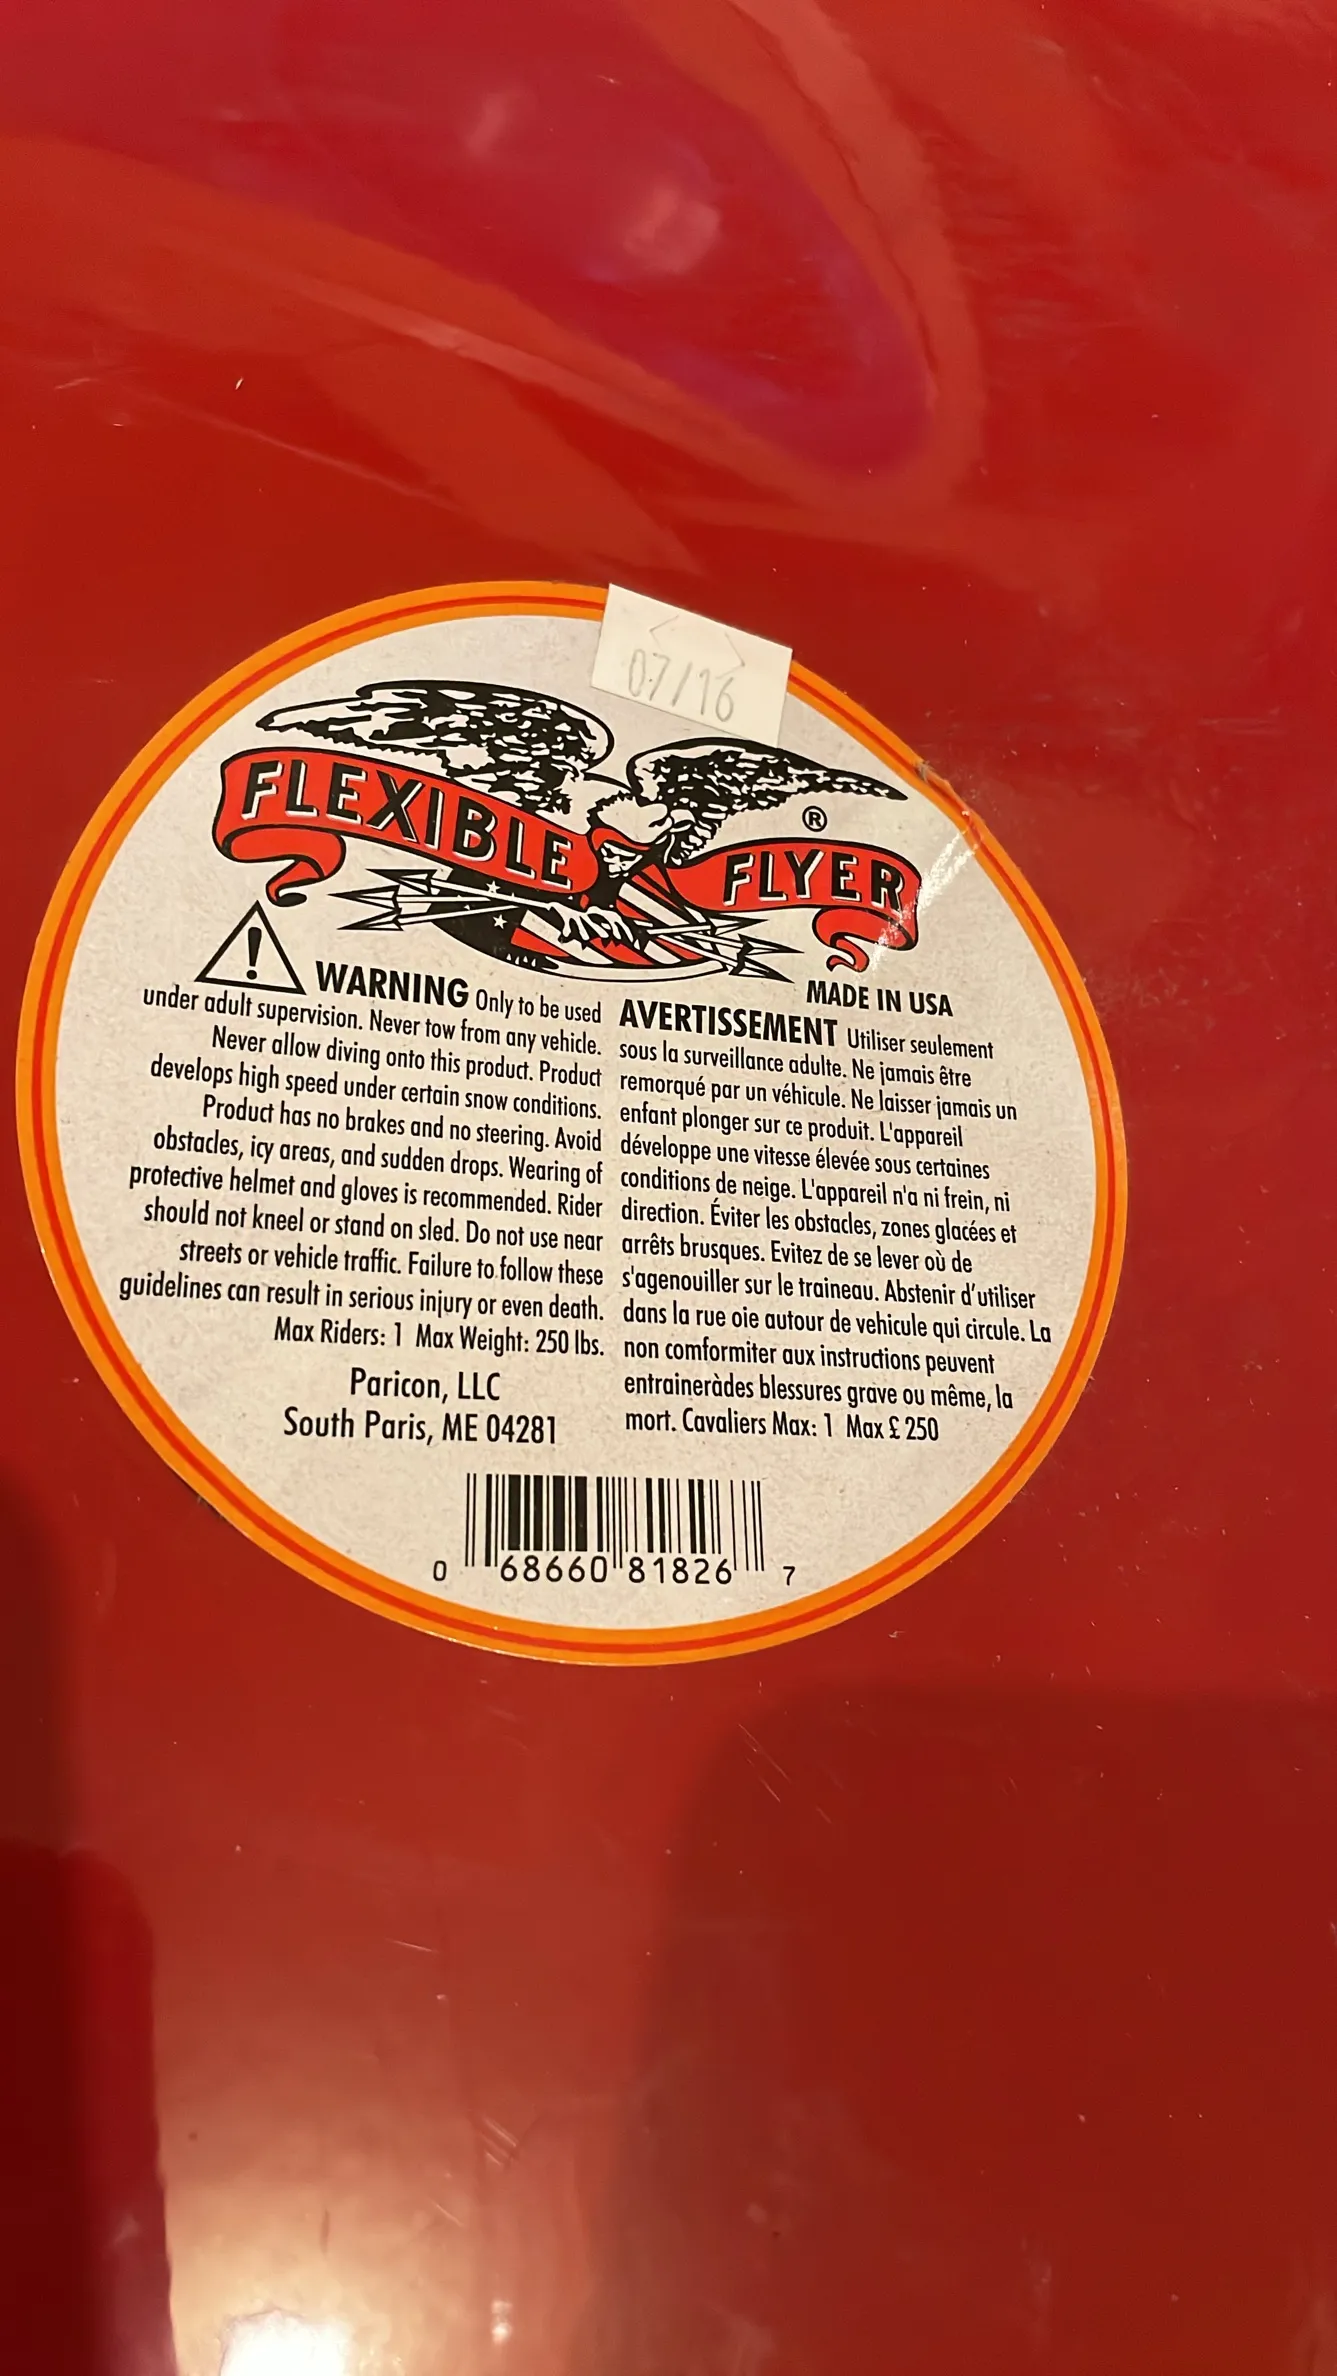 07/16
FLEXIBLE FLYER ®
MADE IN USA
WARNING Only to be used
under adult supervision. Never tow from any vehicle.
Never allow diving onto this product. Product
develops high speed under certain snow conditions.
Product has no brakes and no steering. Avoid
obstacles, icy areas, and sudden drops. Wearing of
protective helmet and gloves is recommended. Rider
should not kneel or stand on sled. Do not use near
streets or vehicle traffic. Failure to follow these
guidelines can result in serious injury or even death.
Max Riders: 1 Max Weight: 250 lbs.
Paricon, LLC
South Paris, ME 04281
AVERTISSEMENT Utiliser seulement
sous la surveillance adulte. Ne jamais être
remorqué par un véhicule. Ne laisser jamais un
enfant plonger sur ce produit. L'appareil
développe une vitesse élevée sous certaines
conditions de neige. L'appareil n'a ni frein, ni
direction. Éviter les obstacles, zones glacées et
arrêts brusques. Evitez de se lever où de
s'agenouiller sur le traineau. Abstenir d'utiliser
dans la rue oie autour de vehicule qui circule. La
non comformiter aux instructions peuvent
entraineràdes blessures grave ou même, la
mort. Cavaliers Max: 1 Max £ 250
0 68660 81826 7